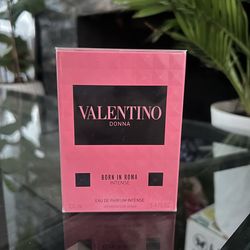 VALENTINO
DONNA
BORN IN ROMA
INTENSE
EAU DE PARFUM INTENSE